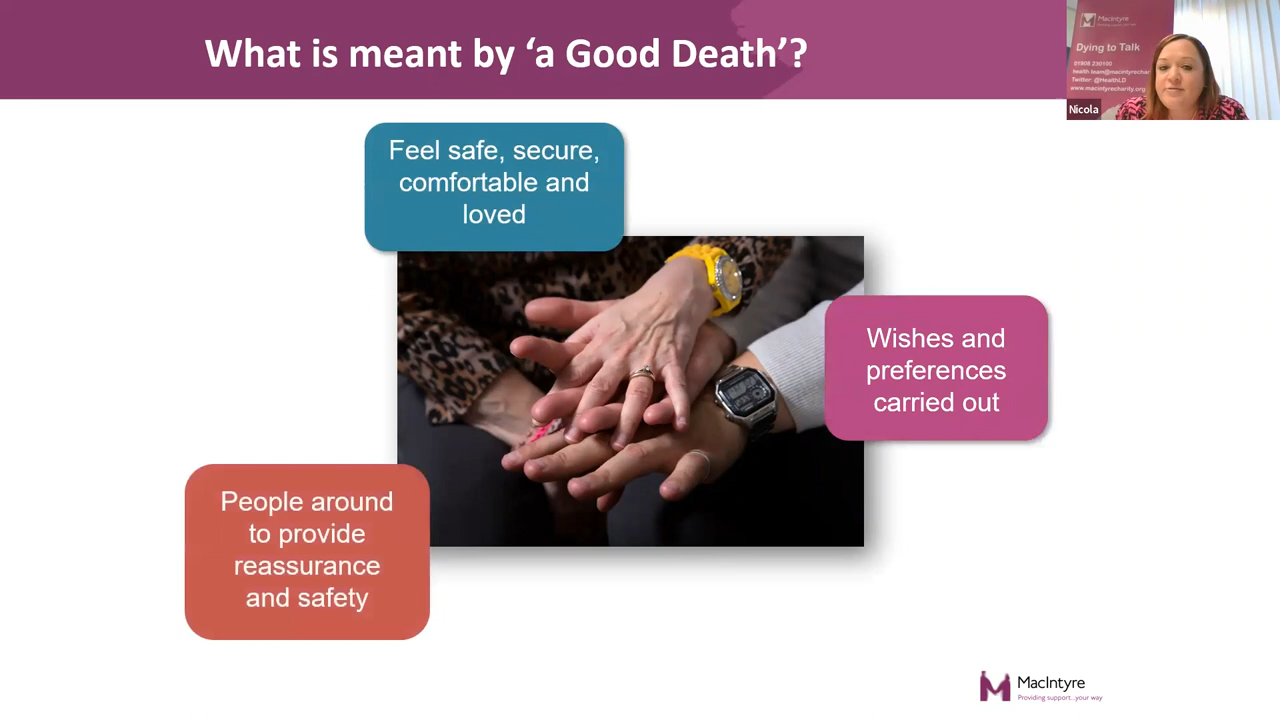 What is meant by ‘a Good Death’?
MacIntyre
Dying to Talk
01908 230100
health.team@macintyrechar
Twitter: @HealthLD
www.macintyrecharity.org
Nicola
Feel safe, secure,
comfortable and
loved
Wishes and
preferences
carried out
People around
to provide
reassurance
and safety
MacIntyre
Providing support...your way